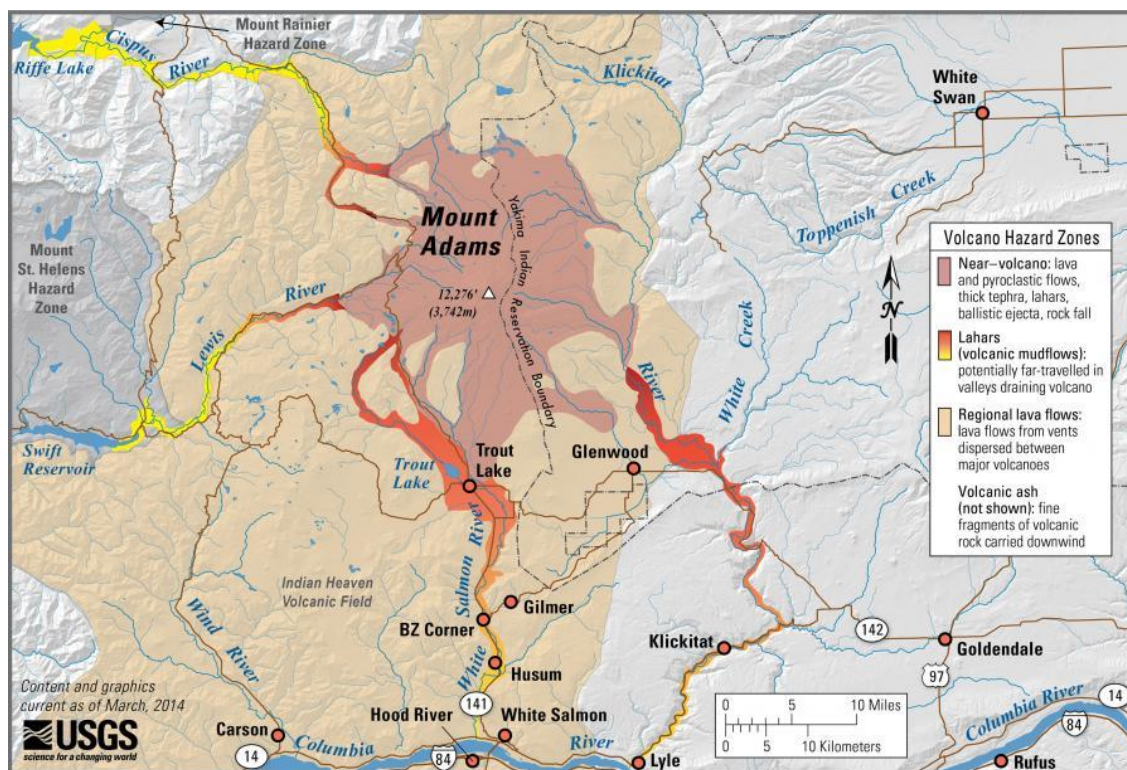 Mount Rainier
Hazard Zone
Cispus
River
Riffe Lake
Klickitat
White
Swan
Toppenish Creek
Mount
Adams
Yakima Indian Reservation Boundary
12,276'
(3,742m)
Mount
St. Helens
Hazard
Zone
Lewis
River
Swift
Reservoir
River
White Creek
N
Volcano Hazard Zones
Near–volcano: lava
and pyroclastic flows,
thick tephra, lahars,
ballistic ejecta, rock fall
Lahars
(volcanic mudflows):
potentially far-travelled in
valleys draining volcano
Regional lava flows:
lava flows from vents
dispersed between
major volcanoes
Volcanic ash
(not shown): fine
fragments of volcanic
rock carried downwind
Trout
Lake
Trout
Lake
Glenwood
White Salmon River
Indian Heaven
Volcanic Field
Wind
River
Gilmer
BZ Corner
Husum
Klickitat
142
Goldendale
97
141
Hood River
White Salmon
Content and graphics
current as of March, 2014
USGS
science for a changing world
Carson
14
Columbia River
84
Lyle
0 5 10 Miles
0 5 10 Kilometers
Columbia River
14
84
Rufus